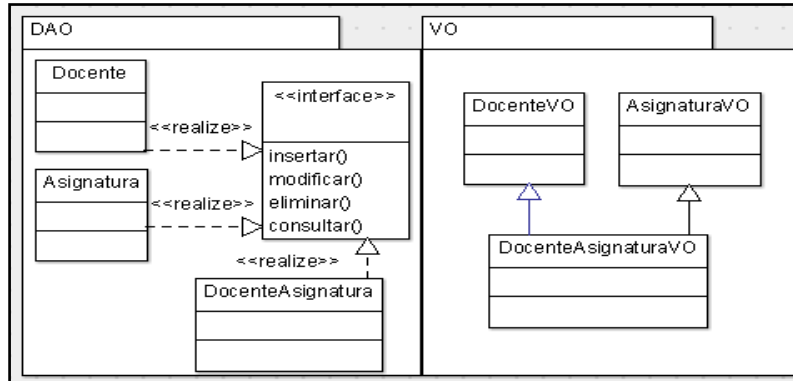 DAO
Docente
<<interface>>
<<realize>>
insertar()
modificar()
eliminar()
consultar()
Asignatura
<<realize>>
<<realize>>
DocenteAsignatura
VO
DocenteVO
AsignaturaVO
DocenteAsignaturaVO